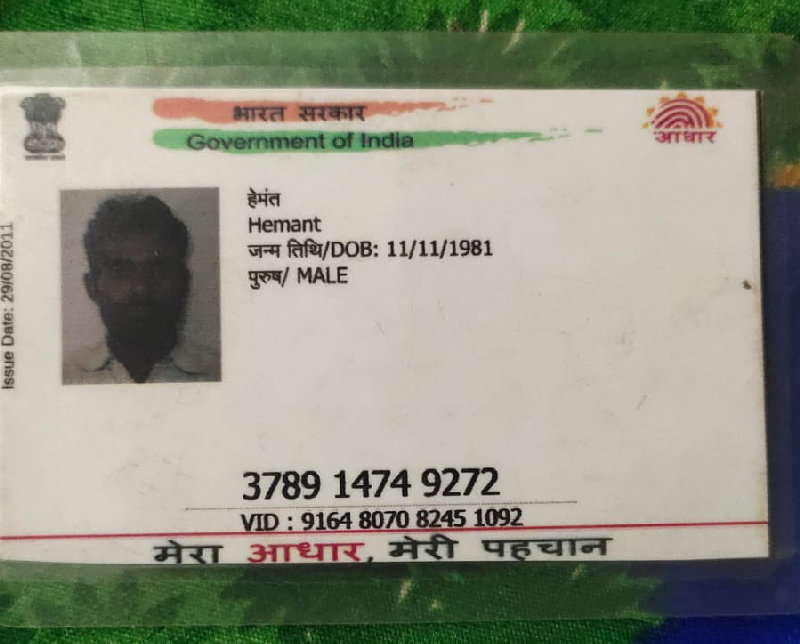 भारत सरकार
Government of India
आधार
Issue Date: 29/08/2011
हेमंत
Hemant
जन्म तिथि/DOB: 11/11/1981
पुरुष/ MALE
3789 1474 9272
VID : 9164 8070 8245 1092
मेरा आधार, मेरी पहचान